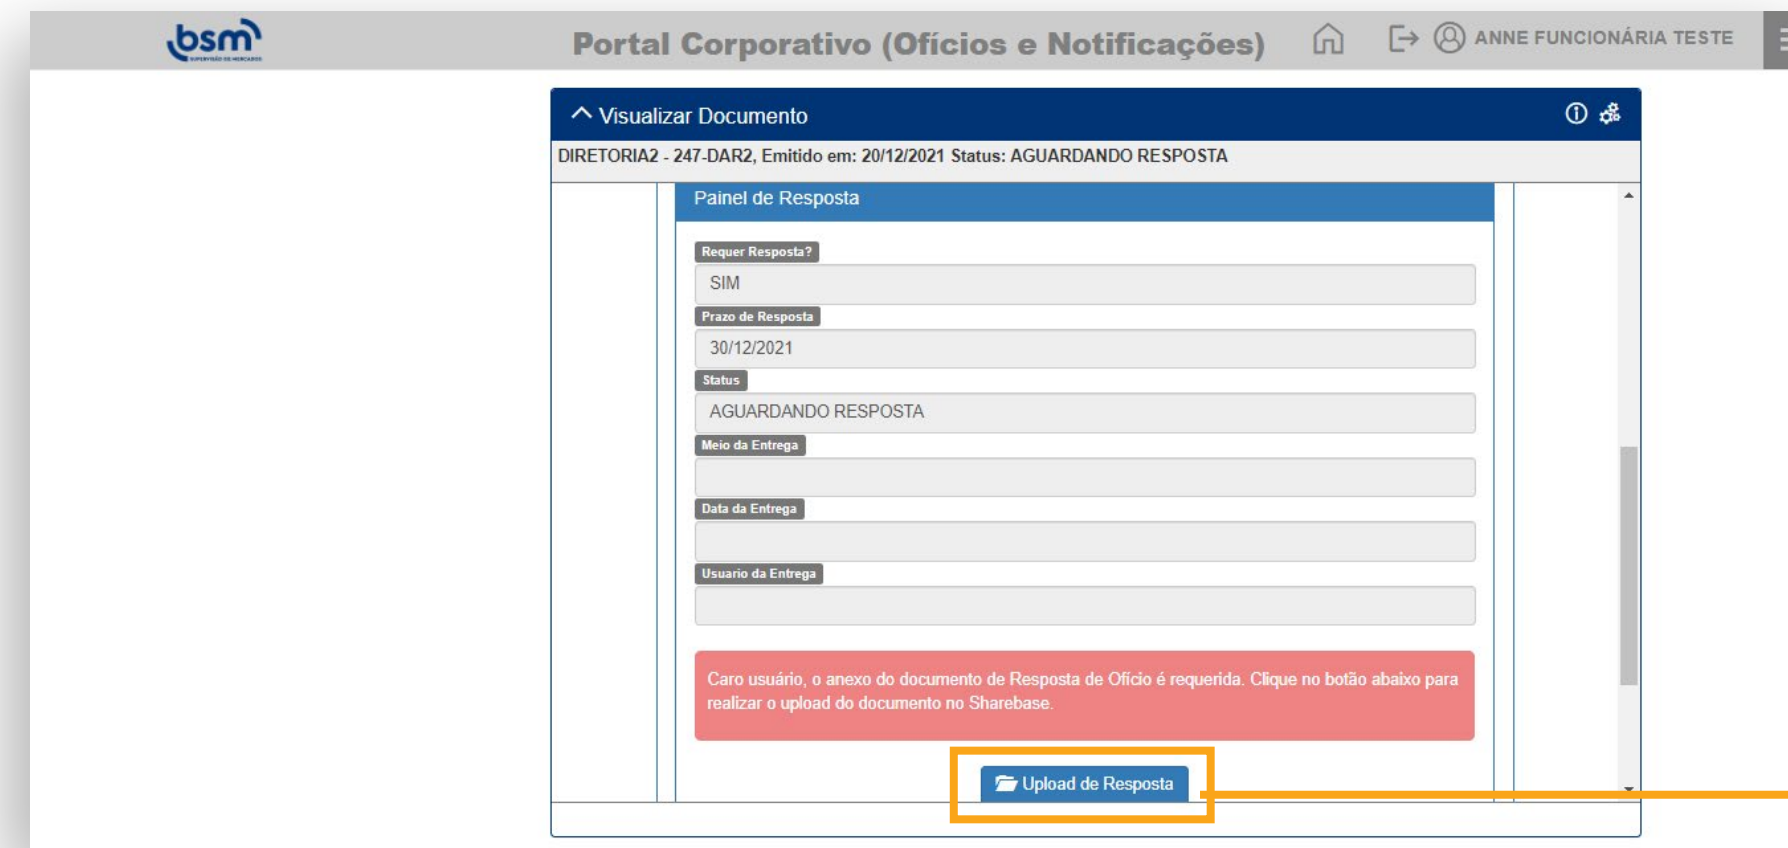 bsm
SUPERVISÃO DE MERCADOS
Portal Corporativo (Ofícios e Notificações)
ANNE FUNCIONÁRIA TESTE
Visualizar Documento
DIRETORIA2 - 247-DAR2, Emitido em: 20/12/2021 Status: AGUARDANDO RESPOSTA
Painel de Resposta
Requer Resposta?
SIM
Prazo de Resposta
30/12/2021
Status
AGUARDANDO RESPOSTA
Meio da Entrega
Data da Entrega
Usuario da Entrega
Caro usuário, o anexo do documento de Resposta de Ofício é requerida. Clique no botão abaixo para
realizar o upload do documento no Sharebase.
Upload de Resposta